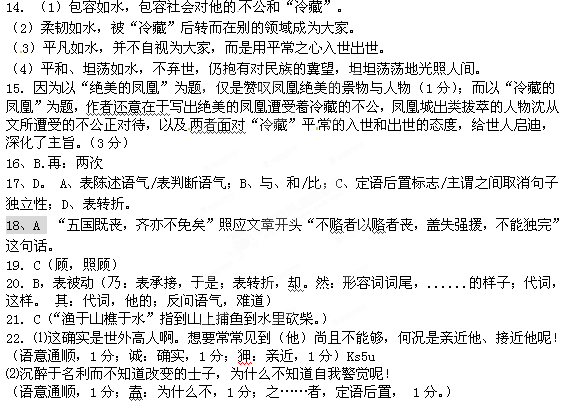 14. （1）包容如水，包容社会对他的不公和“冷藏”。
（2）柔韧如水，被“冷藏”后转而在别的领域成为大家。
（3）平凡如水，并不自视为大家，而是用平常之心入世出世。
（4）平和、坦荡如水，不弃世，仍抱有对民族的冀望，坦坦荡荡地光照人间。
15. 因为以“绝美的凤凰”为题，仅是赞叹凤凰绝美的景物与人物（1分）；而以“冷藏的
凤凰”为题，作者还意在于写出绝美的凤凰遭受着冷藏的不公，凤凰城出类拔萃的人物沈从
文所遭受的不公正对待，以及两者面对“冷藏”平常的入世和出世的态度，给世人启迪，
深化了主旨。（3分）
16、B.再：两次
17、D。 A、表陈述语气/表判断语气；B、与、和/比；C、定语后置标志/主谓之间取消句子
独立性；D、表转折。
18、A “五国既丧，齐亦不免矣”照应文章开头“不赂者以赂者丧，盖失强援，不能独完”
这句话。
19. C（顾，照顾）
20. B，表被动（乃：表承接，于是；表转折，却。然：形容词词尾，......的样子；代词，
这样。 其：代词，他的；反问语气，难道）
21. C（“渔于山樵于水”指到山上捕鱼到水里砍柴。）
22. ⑴这确实是世外高人啊。想要常常见到（他）尚且不能够，何况是亲近他、接近他呢！
（语意通顺，1分；诚：确实，1分；狎：亲近，1分）Ks5u
⑵沉醉于名利而不知道改变的士子，为什么不知道自我警觉呢！
（语意通顺，1分；盍：为什么不，1分；之……者，定语后置， 1分。）